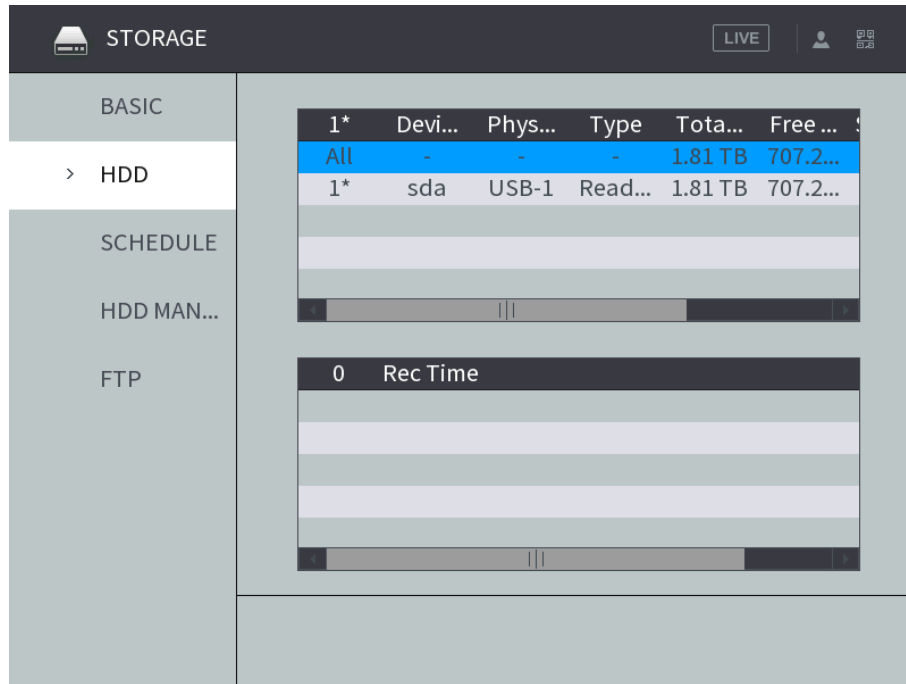 STORAGE LIVE
BASIC
HDD
SCHEDULE
HDD MAN...
FTP
1* Devi... Phys... Type Tota... Free ...
All - - - 1.81 TB 707.2...
1* sda USB-1 Read... 1.81 TB 707.2...
0 Rec Time